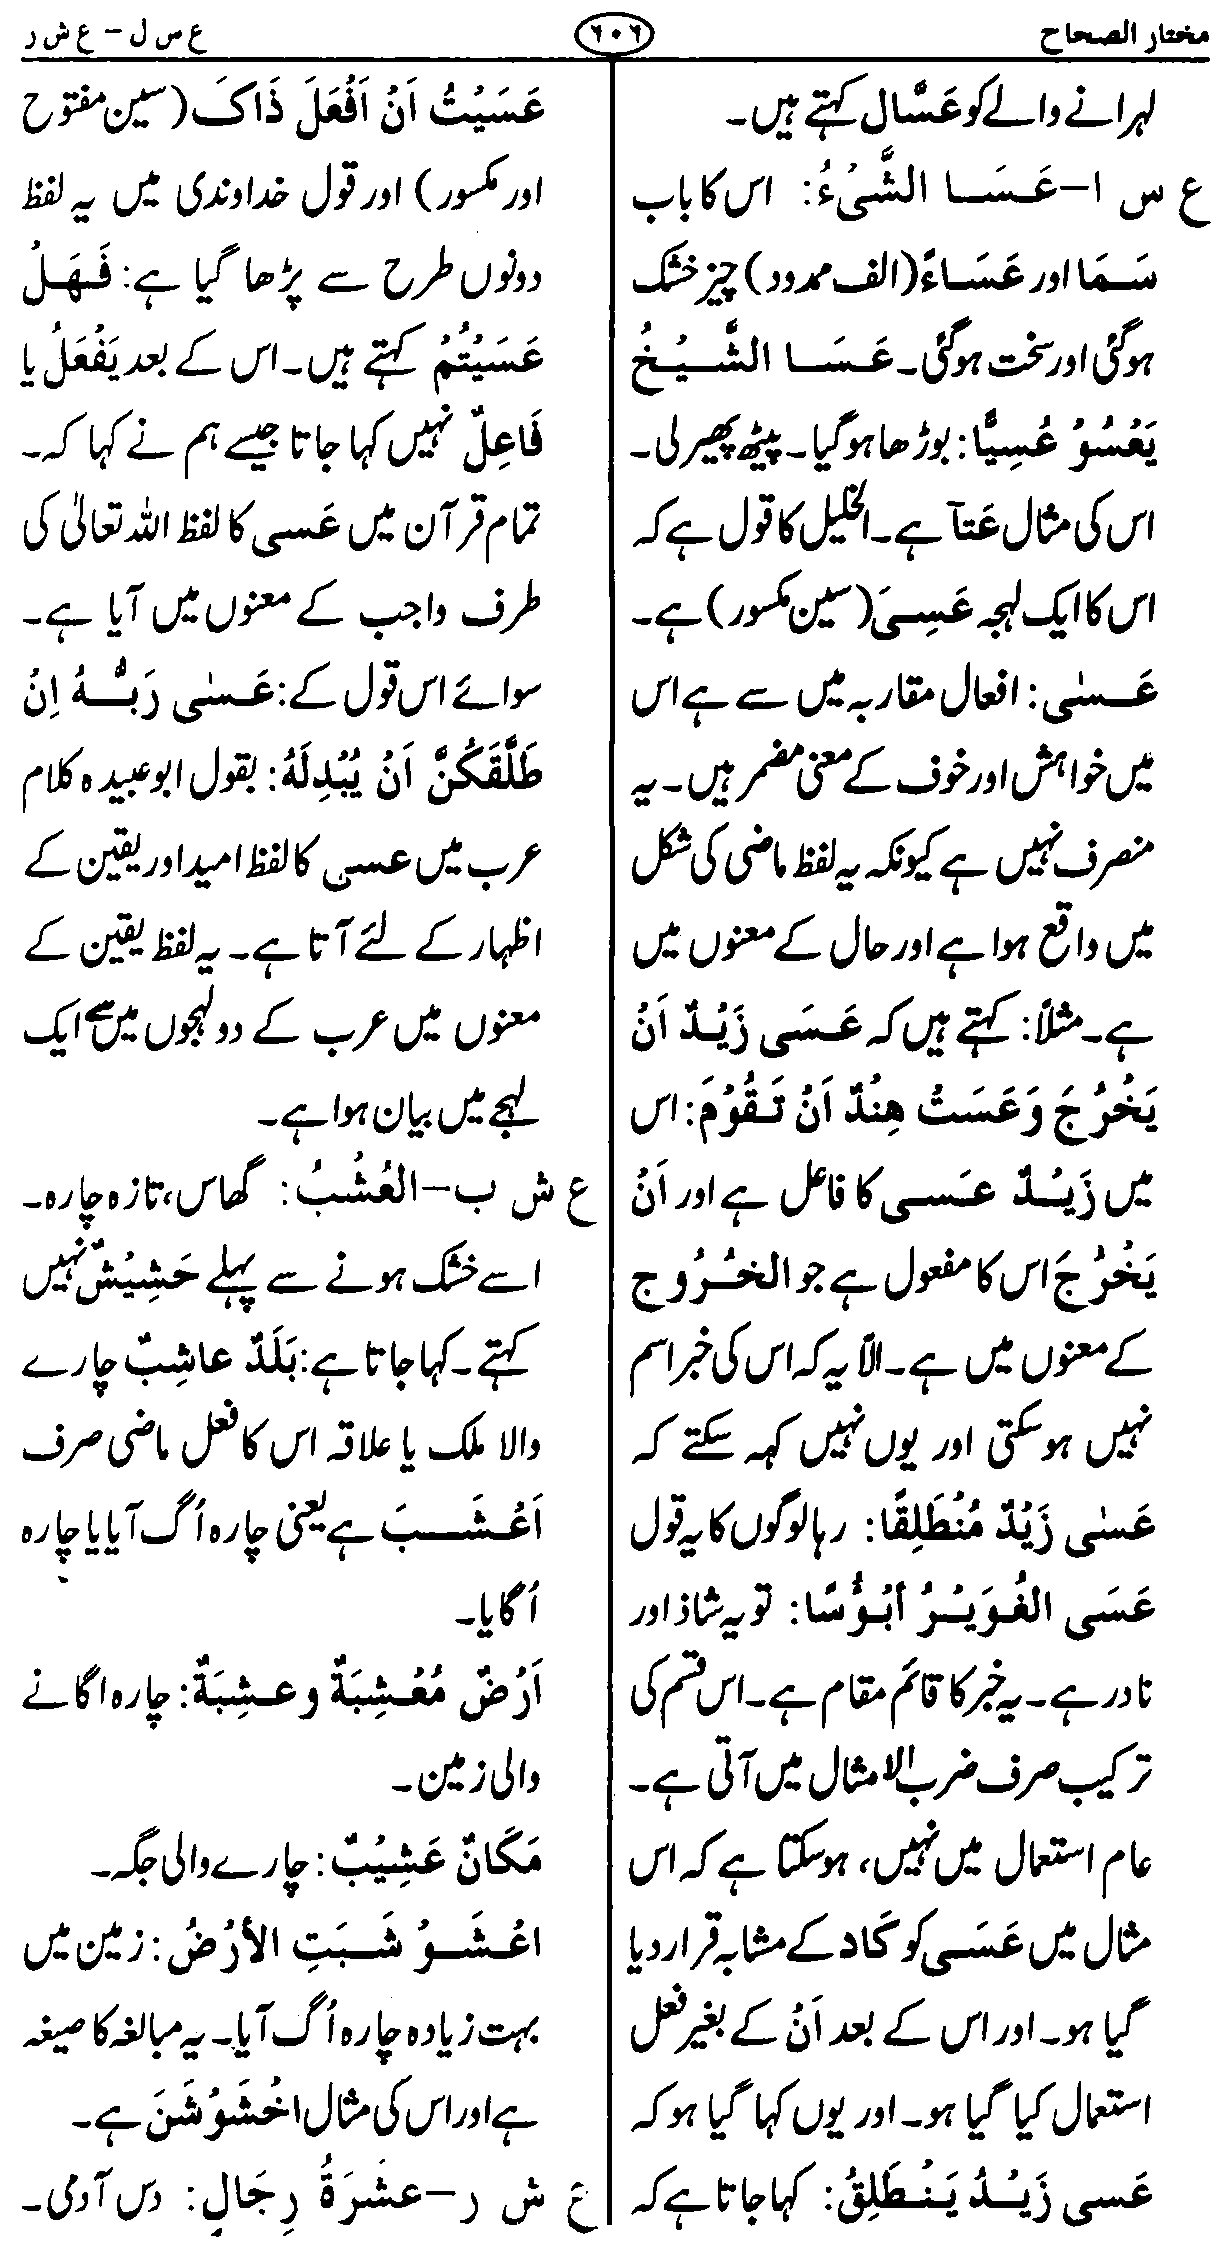 مختار الصحاح
٦٠٦
ع س ل – ع ش ر
لہرانے والے کو عَسَّال کہتے ہیں۔
ع س ا – عَسَا الشَّیْءُ: اس کا باب
سَمَا اور عَسَاءً (الف ممدود) چیز خشک
ہوگئی اور سخت ہوگئی۔ عَسَا الشَّیْخُ
یَعْسُوْ عُسِیًّا: بوڑھا ہوگیا۔ پیٹھ پھیر لی۔
اس کی مثال عَتآ ہے۔ الخلیل کا قول ہے کہ
اس کا ایک لہجہ عَسِیَ (سین مکسور) ہے۔
عَسٰی: افعال مقاربہ میں سے ہے اس
میں خواہش اور خوف کے معنی مضمر ہیں۔ یہ
منصرف نہیں ہے کیونکہ یہ لفظ ماضی کی شکل
میں واقع ہوا ہے اور حال کے معنوں میں
ہے۔ مثلاً: کہتے ہیں کہ عَسَی زَیْدٌ اَنْ
یَخْرُجَ وَعَسَتْ هِنْدٌ اَنْ تَقُوْمَ: اس
میں زَیْدٌ عَسی کا فاعل ہے اور اَنْ
یَخْرُجَ اس کا مفعول ہے جو الخُرُوج
کے معنوں میں ہے۔ الاّ یہ کہ اس کی خبر اسم
نہیں ہوسکتی اور یوں نہیں کہہ سکتے کہ
عَسٰی زَیْدٌ مُنْطَلِقًا: رہا لوگوں کا یہ قول
عَسَی الغُوَیْرُ أبْؤُسًا: تو یہ شاذ اور
نادر ہے۔ یہ خبر کا قائم مقام ہے۔ اس قسم کی
ترکیب صرف ضرب الامثال میں آتی ہے۔
عام استعمال میں نہیں، ہوسکتا ہے کہ اس
مثال میں عَسَی کو کَادَ کے مشابہ قرار دیا
گیا ہو۔ اور اس کے بعد اَنْ کے بغیر فعل
استعمال کیا گیا ہو۔ اور یوں کہا گیا ہو کہ
عَسی زَیْدٌ یَنْطَلِقُ: کہا جاتا ہے کہ
عَسَیْتُ اَنْ اَفْعَلَ ذَاکَ (سین مفتوح
اور مکسور) اور قول خداوندی میں یہ لفظ
دونوں طرح سے پڑھا گیا ہے: فَهَلْ
عَسَیْتُمْ کہتے ہیں۔ اس کے بعد یَفْعَلُ یا
فَاعِلٌ نہیں کہا جاتا جیسے ہم نے کہا کہ۔
تمام قرآن میں عَسی کا لفظ اللہ تعالیٰ کی
طرف واجب کے معنوں میں آیا ہے۔
سوائے اس قول کے: عَسٰی رَبُّهُ اِنْ
طَلَّقَکُنَّ اَنْ یُبْدِلَهُ: بقول ابو عبیدہ کلام
عرب میں عسی کا لفظ امید اور یقین کے
اظہار کے لئے آتا ہے۔ یہ لفظ یقین کے
معنوں میں عرب کے دو لہجوں میں سے ایک
لہجے میں بیان ہوا ہے۔
ع ش ب – العُشْبُ: گھاس، تازہ چارہ۔
اسے خشک ہونے سے پہلے حَشِیْشٌ نہیں
کہتے۔ کہا جاتا ہے: بَلَدٌ عاشِبٌ چارے
والا ملک یا علاقہ اس کا فعل ماضی صرف
اَعْشَبَ ہے یعنی چارہ اُگ آیا یا چارہ
اُگایا۔
اَرْضٌ مُعْشِبَةٌ و عشِبَةٌ: چارہ اگانے
والی زمین۔
مَکَانٌ عَشِیْبٌ: چارے والی جگہ۔
اعْشَوْ شَبَتِ الأرْضُ: زمین میں
بہت زیادہ چارہ اُگ آیا۔ یہ مبالغہ کا صیغہ
ہے اور اس کی مثال اخْشَوْشَنَ ہے۔
ع ش ر – عشَرَةُ رِجَالٍ: دس آدمی۔